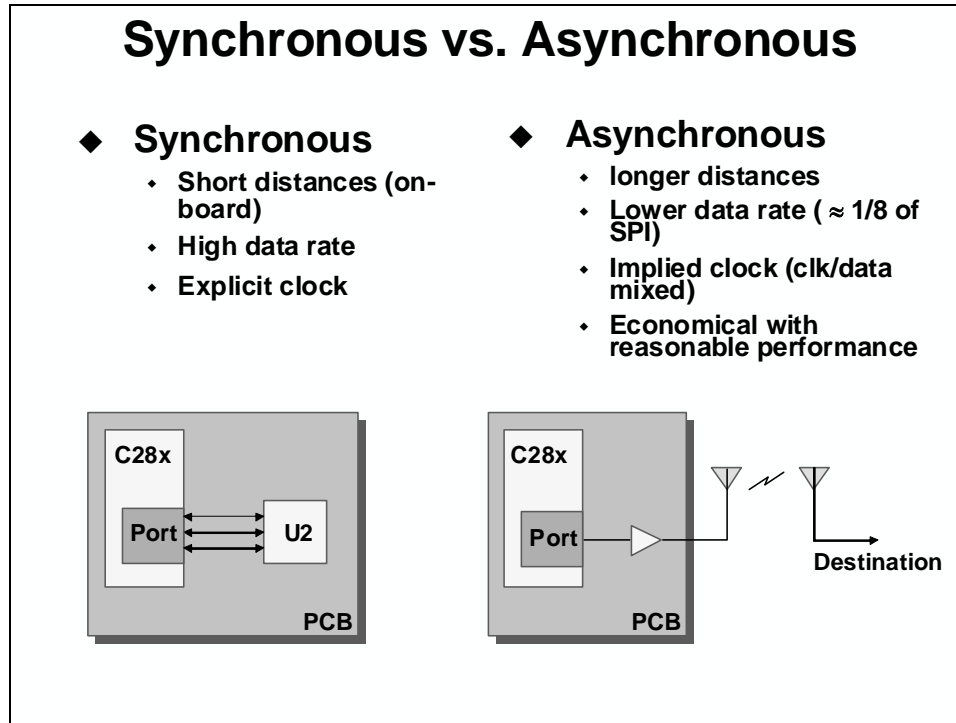 Synchronous vs. Asynchronous
Synchronous
Short distances (on-
board)
High data rate
Explicit clock
Asynchronous
longer distances
Lower data rate ( ≈ 1/8 of
SPI)
Implied clock (clk/data
mixed)
Economical with
reasonable performance
C28x
Port
U2
PCB
C28x
Port
PCB
Destination